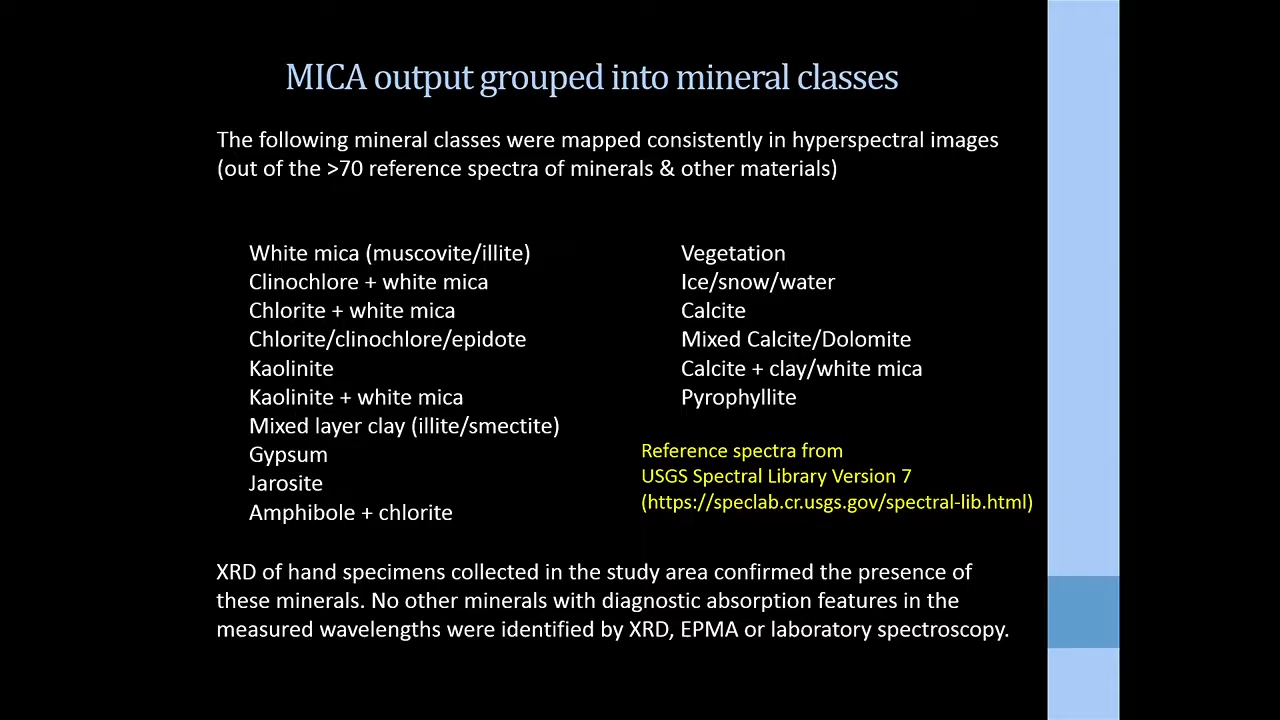 MICA output grouped into mineral classes
The following mineral classes were mapped consistently in hyperspectral images
(out of the >70 reference spectra of minerals & other materials)
White mica (muscovite/illite)
Clinochlore + white mica
Chlorite + white mica
Chlorite/clinochlore/epidote
Kaolinite
Kaolinite + white mica
Mixed layer clay (illite/smectite)
Gypsum
Jarosite
Amphibole + chlorite
Vegetation
Ice/snow/water
Calcite
Mixed Calcite/Dolomite
Calcite + clay/white mica
Pyrophyllite
Reference spectra from
USGS Spectral Library Version 7
(https://speclab.cr.usgs.gov/spectral-lib.html)
XRD of hand specimens collected in the study area confirmed the presence of
these minerals. No other minerals with diagnostic absorption features in the
measured wavelengths were identified by XRD, EPMA or laboratory spectroscopy.